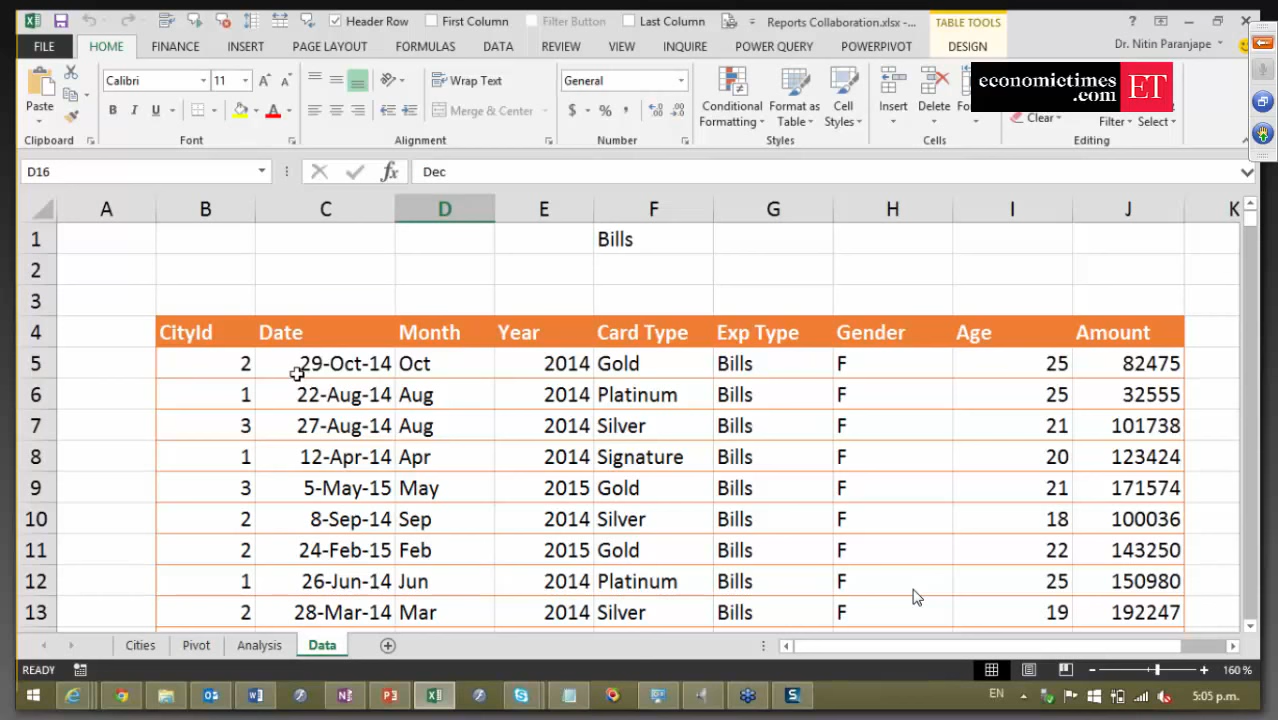 Header Row First Column Filter Button Last Column Reports Collaboration.xlsx -... TABLE TOOLS ?
FILE HOME FINANCE INSERT PAGE LAYOUT FORMULAS DATA REVIEW VIEW INQUIRE POWER QUERY POWERPIVOT DESIGN Dr. Nitin Paranjape
Paste Calibri 11 A A Wrap Text General Conditional Format as Cell Insert Delete
B I U A Merge & Center $ % , Formatting Table Styles Clear Filter Select
economictimes
.com
ET
Clipboard Font Alignment Number Styles Cells Editing
D16 fx Dec
A B C D E F G H I J K
1 Bills
2
3
4 CityId Date Month Year Card Type Exp Type Gender Age Amount
5 2 29-Oct-14 Oct 2014 Gold Bills F 25 82475
6 1 22-Aug-14 Aug 2014 Platinum Bills F 25 32555
7 3 27-Aug-14 Aug 2014 Silver Bills F 21 101738
8 1 12-Apr-14 Apr 2014 Signature Bills F 20 123424
9 3 5-May-15 May 2015 Gold Bills F 21 171574
10 2 8-Sep-14 Sep 2014 Silver Bills F 18 100036
11 2 24-Feb-15 Feb 2015 Gold Bills F 22 143250
12 1 26-Jun-14 Jun 2014 Platinum Bills F 25 150980
13 2 28-Mar-14 Mar 2014 Silver Bills F 19 192247
Cities Pivot Analysis Data
READY 160 %
EN 5:05 p.m.